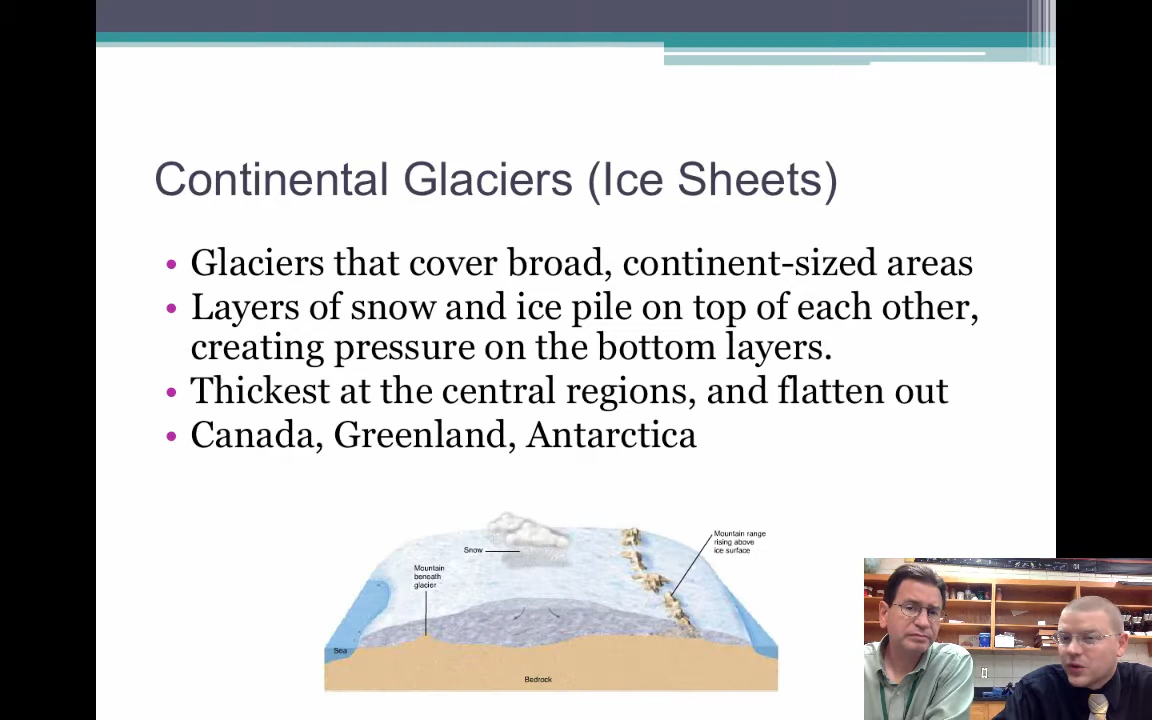 Continental Glaciers (Ice Sheets)
• Glaciers that cover broad, continent-sized areas
• Layers of snow and ice pile on top of each other,
creating pressure on the bottom layers.
• Thickest at the central regions, and flatten out
• Canada, Greenland, Antarctica
Snow
Mountain range
rising above
ice surface
Mountain
beneath
glacier
Sea
Bedrock